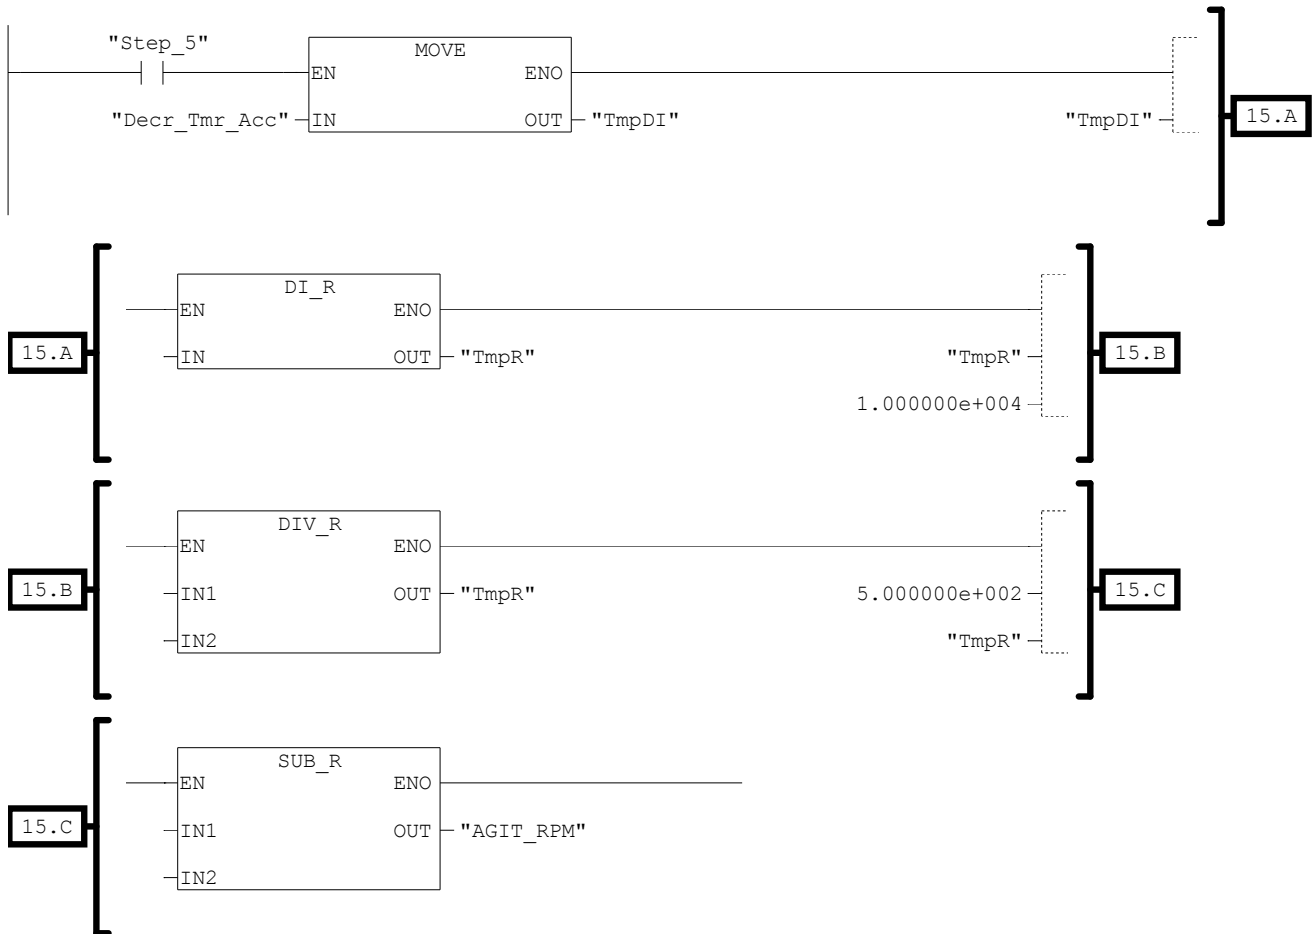 "Step_5"
MOVE
EN ENO
"Decr_Tmr_Acc" IN OUT "TmpDI" "TmpDI"
15.A
DI_R
EN ENO
15.A IN OUT "TmpR" "TmpR" 15.B
1.000000e+004
DIV_R
EN ENO
15.B IN1 OUT "TmpR" 5.000000e+002 15.C
IN2 "TmpR"
SUB_R
EN ENO
15.C IN1 OUT "AGIT_RPM"
IN2